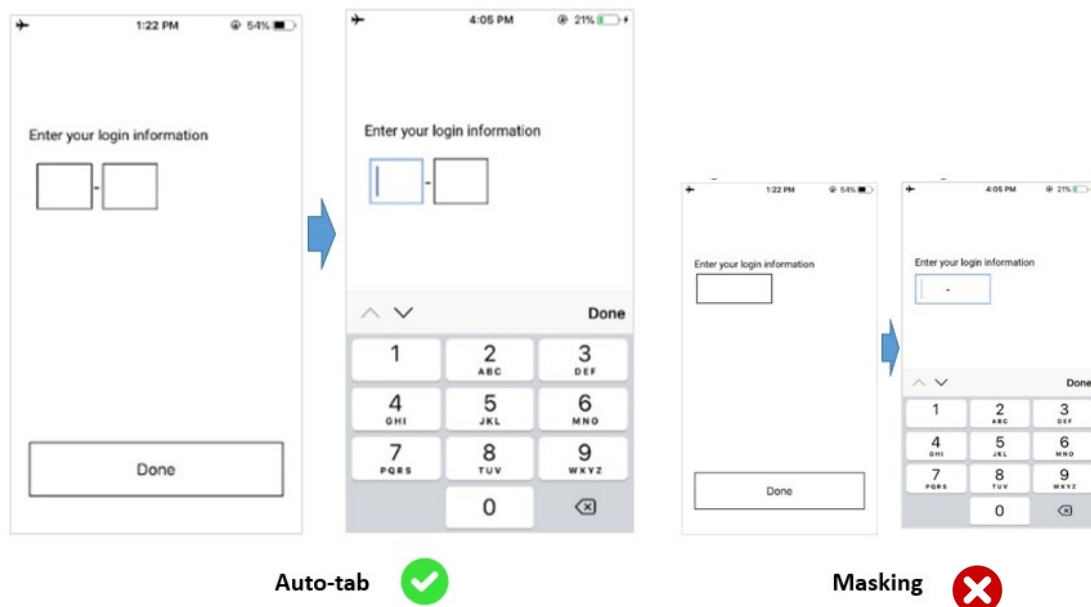 1:22 PM
54%
Enter your login information
-
Done
4:05 PM
21%
Enter your login information
-
Done
1
2
ABC
3
DEF
4
GHI
5
JKL
6
MNO
7
PQRS
8
TUV
9
WXYZ
0
Auto-tab
1:22 PM
54%
Enter your login information
Done
4:05 PM
21%
Enter your login information
-
Done
1
2
ABC
3
DEF
4
GHI
5
JKL
6
MNO
7
PQRS
8
TUV
9
WXYZ
0
Masking